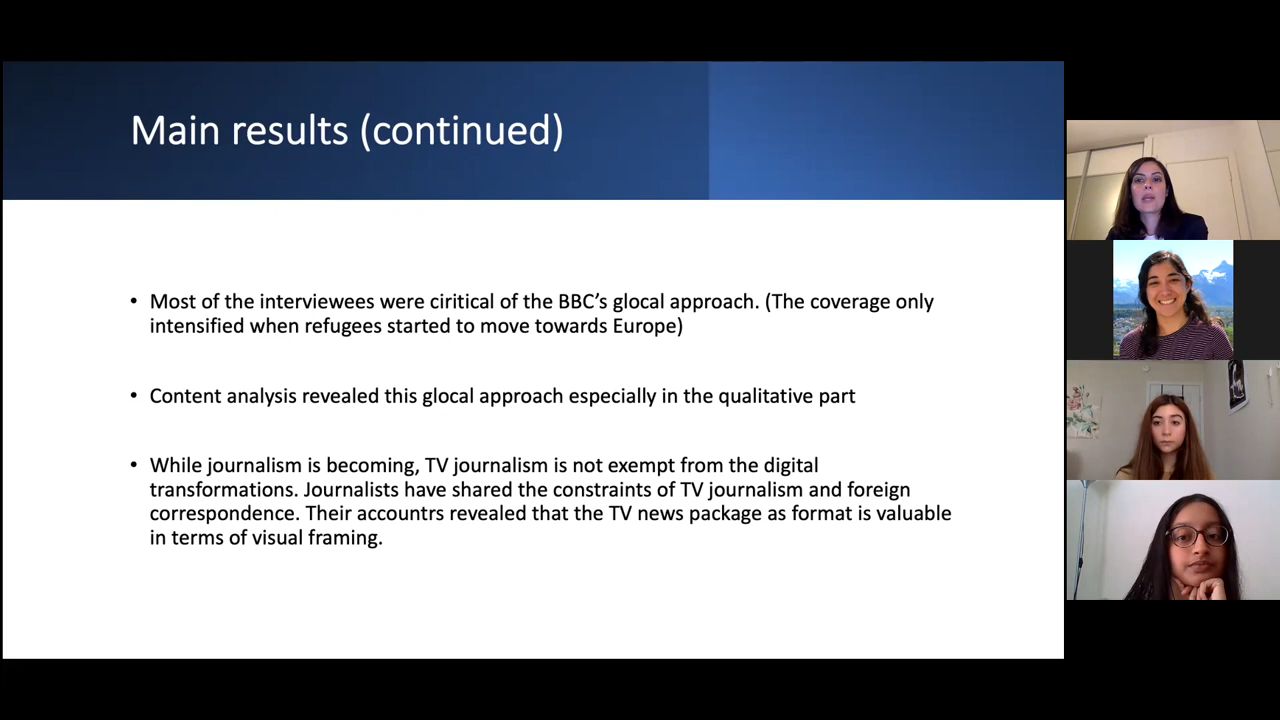 Main results (continued)
• Most of the interviewees were ciritical of the BBC’s glocal approach. (The coverage only
intensified when refugees started to move towards Europe)
• Content analysis revealed this glocal approach especially in the qualitative part
• While journalism is becoming, TV journalism is not exempt from the digital
transformations. Journalists have shared the constraints of TV journalism and foreign
correspondence. Their accountrs revealed that the TV news package as format is valuable
in terms of visual framing.